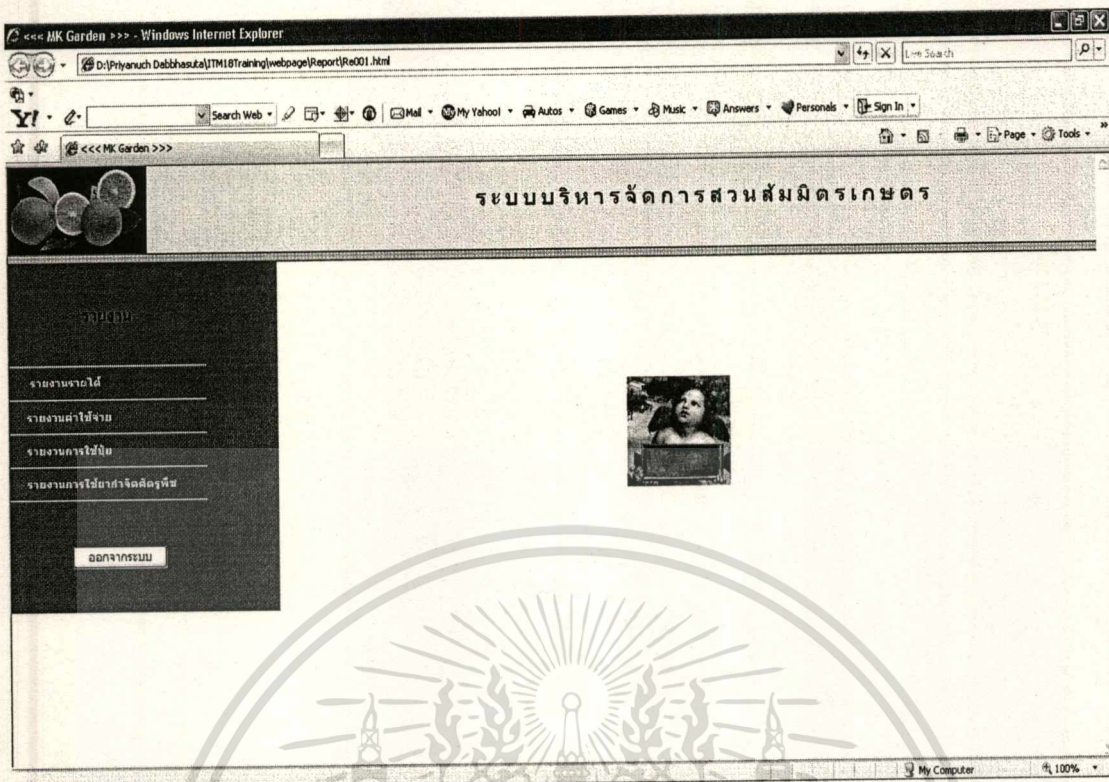 <<< MK Garden >>> - Windows Internet Explorer
D:\Priyanuch Dabbhasuta\ITM18Training\webpage\Report\Re001.html
Live Search
Y! Search Web Mail My Yahoo! Autos Games Music Answers Personals Sign In
<<< MK Garden >>> Page Tools »
ระบบบริหารจัดการสวนส้มมิตรเกษตร
รายงาน
รายงานรายได้
รายงานค่าใช้จ่าย
รายงานการใช้ปุ๋ย
รายงานการใช้ยากำจัดศัตรูพืช
ออกจากระบบ
My Computer 100%